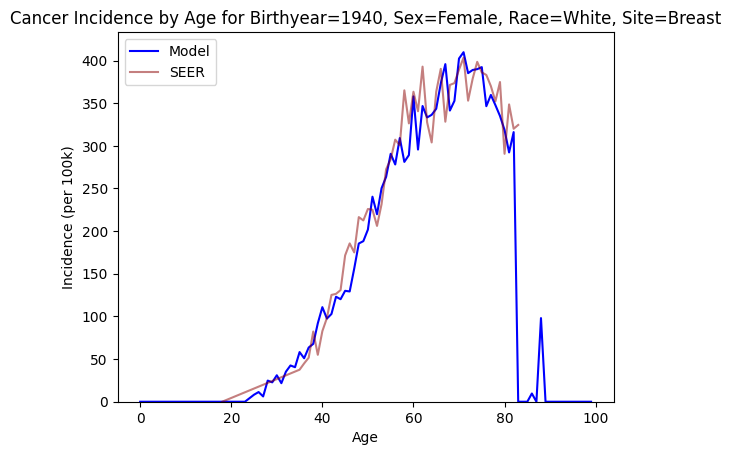 Cancer Incidence by Age for Birthyear=1940, Sex=Female, Race=White, Site=Breast
Model
SEER
Incidence (per 100k)
400
350
300
250
200
150
100
50
0
0 20 40 60 80 100
Age